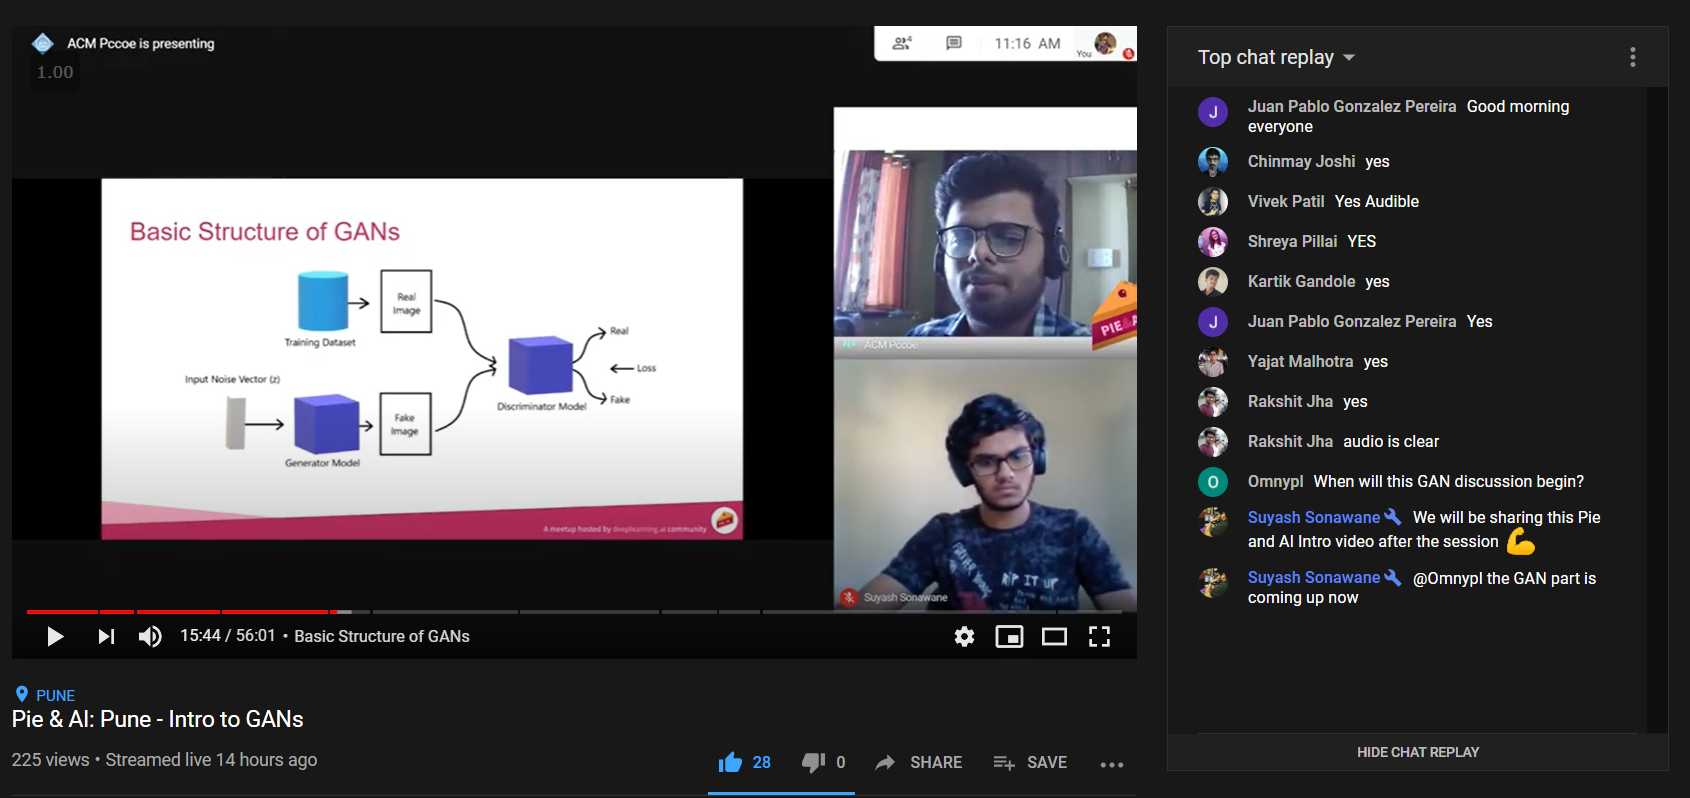 ACM Pccoe is presenting
1.00
4
11:16 AM
You
Basic Structure of GANs
Real
Image
Training Dataset
Input Noise Vector (z)
Generator Model
Fake
Image
Discriminator Model
Real
Loss
Fake
A meetup hosted by deeplearning.ai community
PIE&A
ACM Pccoe
RIP IT UP
Suyash Sonawane
15:44 / 56:01 • Basic Structure of GANs
PUNE
Pie & AI: Pune - Intro to GANs
225 views • Streamed live 14 hours ago
28
0
SHARE
SAVE
Top chat replay
J
Juan Pablo Gonzalez Pereira Good morning
everyone
Chinmay Joshi yes
Vivek Patil Yes Audible
Shreya Pillai YES
Kartik Gandole yes
J
Juan Pablo Gonzalez Pereira Yes
Yajat Malhotra yes
Rakshit Jha yes
Rakshit Jha audio is clear
O
Omnypl When will this GAN discussion begin?
Suyash Sonawane We will be sharing this Pie
and AI Intro video after the session
Suyash Sonawane @Omnypl the GAN part is
coming up now
HIDE CHAT REPLAY